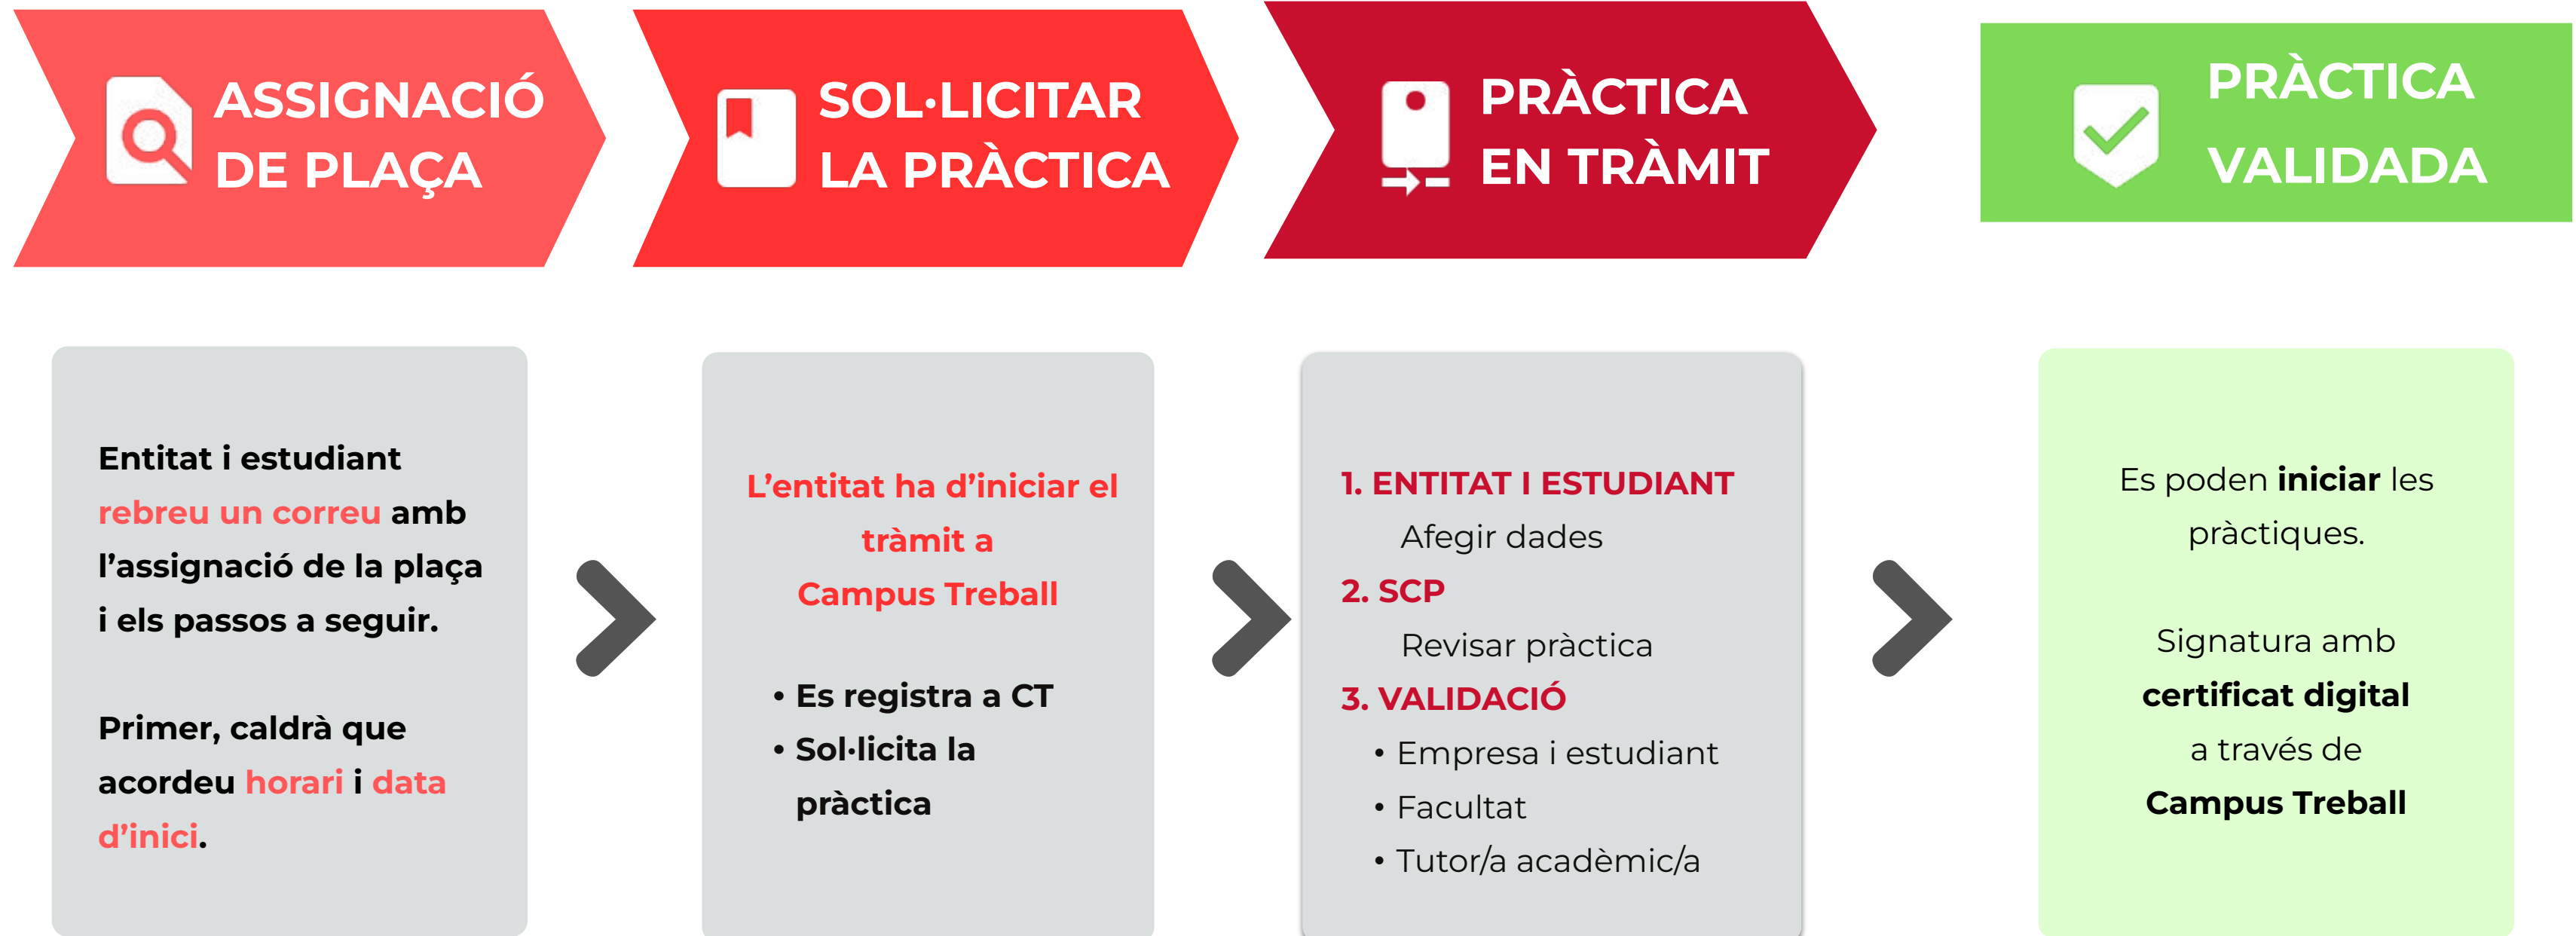 ASSIGNACIÓ
DE PLAÇA
SOL·LICITAR
LA PRÀCTICA
PRÀCTICA
EN TRÀMIT
PRÀCTICA
VALIDADA
Entitat i estudiant
rebreu un correu amb
l'assignació de la plaça
i els passos a seguir.
Primer, caldrà que
acordeu horari i data
d'inici.
L'entitat ha d'iniciar el
tràmit a
Campus Treball
• Es registra a CT
• Sol·licita la
pràctica
1. ENTITAT I ESTUDIANT
Afegir dades
2. SCP
Revisar pràctica
3. VALIDACIÓ
• Empresa i estudiant
• Facultat
• Tutor/a acadèmic/a
Es poden iniciar les
pràctiques.
Signatura amb
certificat digital
a través de
Campus Treball